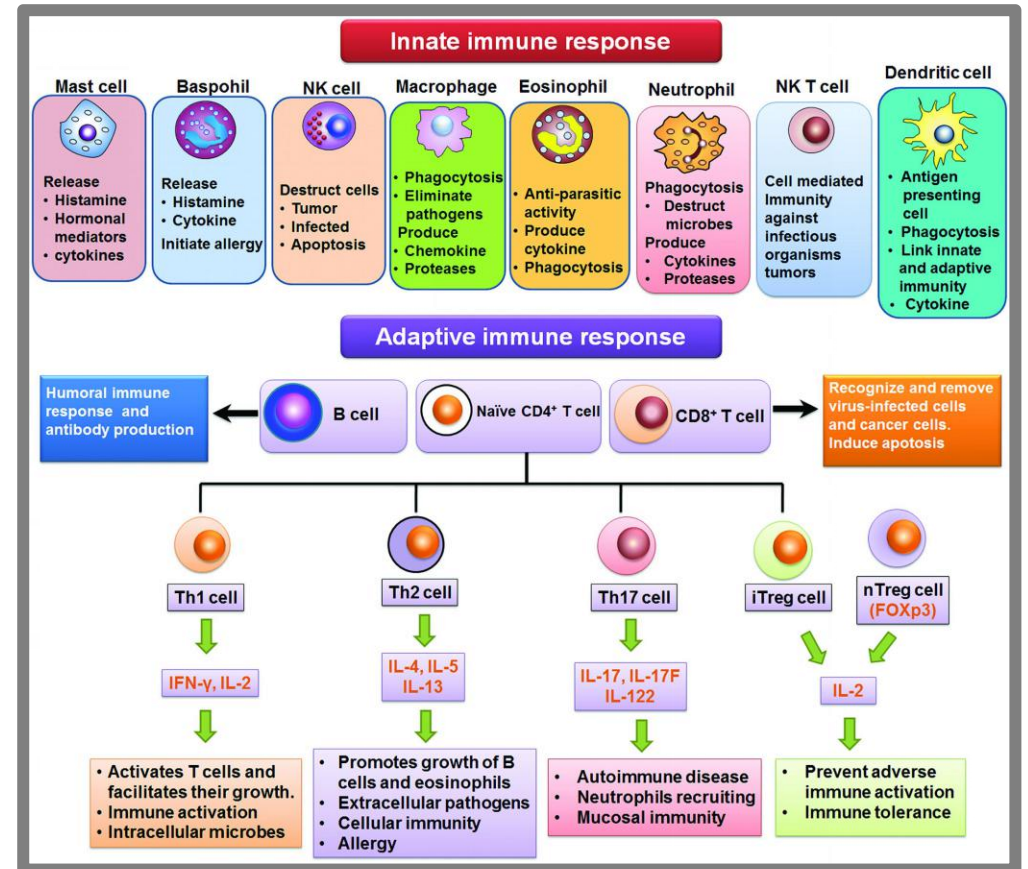 Innate immune response
Mast cell
Release
• Histamine
• Hormonal
mediators
• cytokines
Baspohil
Release
• Histamine
• Cytokine
Initiate allergy
NK cell
Destruct cells
• Tumor
• Infected
• Apoptosis
Macrophage
• Phagocytosis
• Eliminate
pathogens
Produce
• Chemokine
• Proteases
Eosinophil
• Anti-parasitic
activity
• Produce
cytokine
• Phagocytosis
Neutrophil
Phagocytosis
• Destruct
microbes
Produce
• Cytokines
• Proteases
NK T cell
Cell mediated
Immunity
against
infectious
organisms
tumors
Dendritic cell
• Antigen
presenting
cell
• Phagocytosis
• Link innate
and adaptive
immunity
• Cytokine
Adaptive immune response
Humoral immune
response and
antibody production
B cell
Naïve CD4⁺ T cell
CD8⁺ T cell
Recognize and remove
virus-infected cells
and cancer cells.
Induce apotosis
Th1 cell
Th2 cell
Th17 cell
iTreg cell
nTreg cell
(FOXp3)
IFN-γ, IL-2
IL-4, IL-5
IL-13
IL-17, IL-17F
IL-122
IL-2
• Activates T cells and
facilitates their growth.
• Immune activation
• Intracellular microbes
• Promotes growth of B
cells and eosinophils
• Extracellular pathogens
• Cellular immunity
• Allergy
• Autoimmune disease
• Neutrophils recruiting
• Mucosal immunity
• Prevent adverse
immune activation
• Immune tolerance